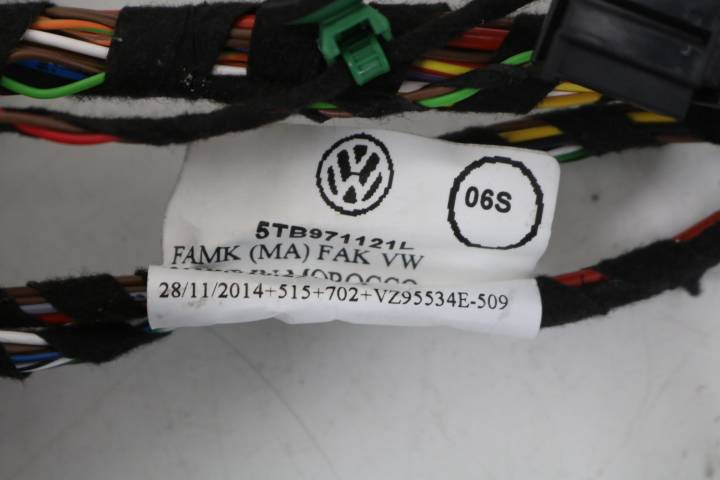 06S
5TB971121L
FAMK (MA) FAK VW
28/11/2014+515+702+VZ95534E-509